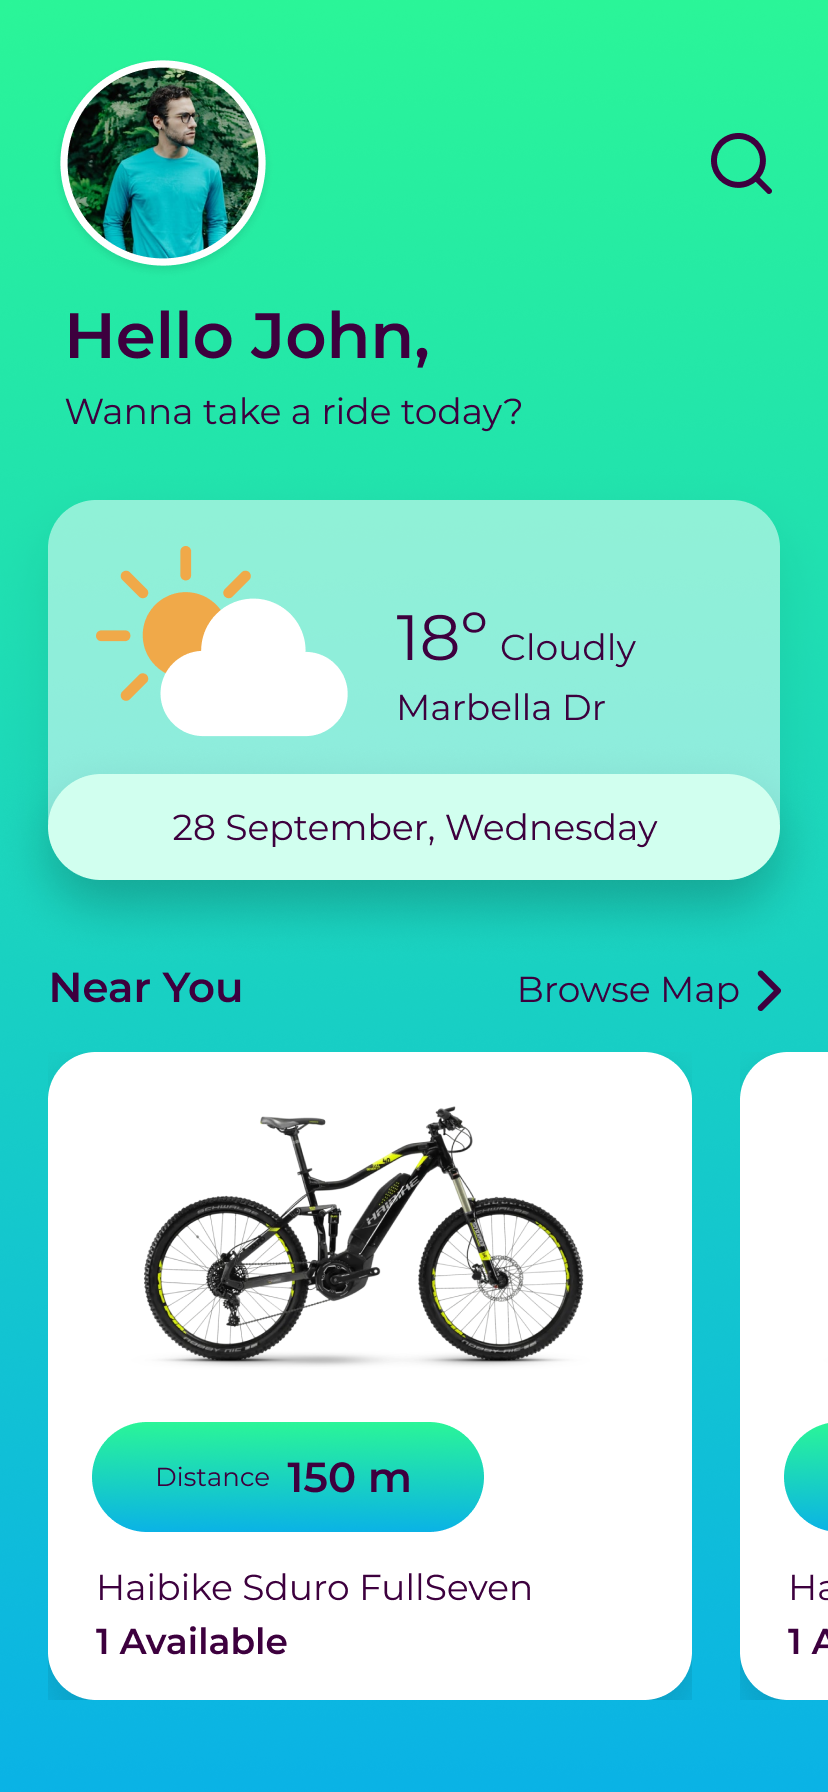 Hello John,
Wanna take a ride today?
18° Cloudly
Marbella Dr
28 September, Wednesday
Near You
Browse Map
HAIBIKE
Distance 150 m
Haibike Sduro FullSeven
1 Available
Ha
1 A